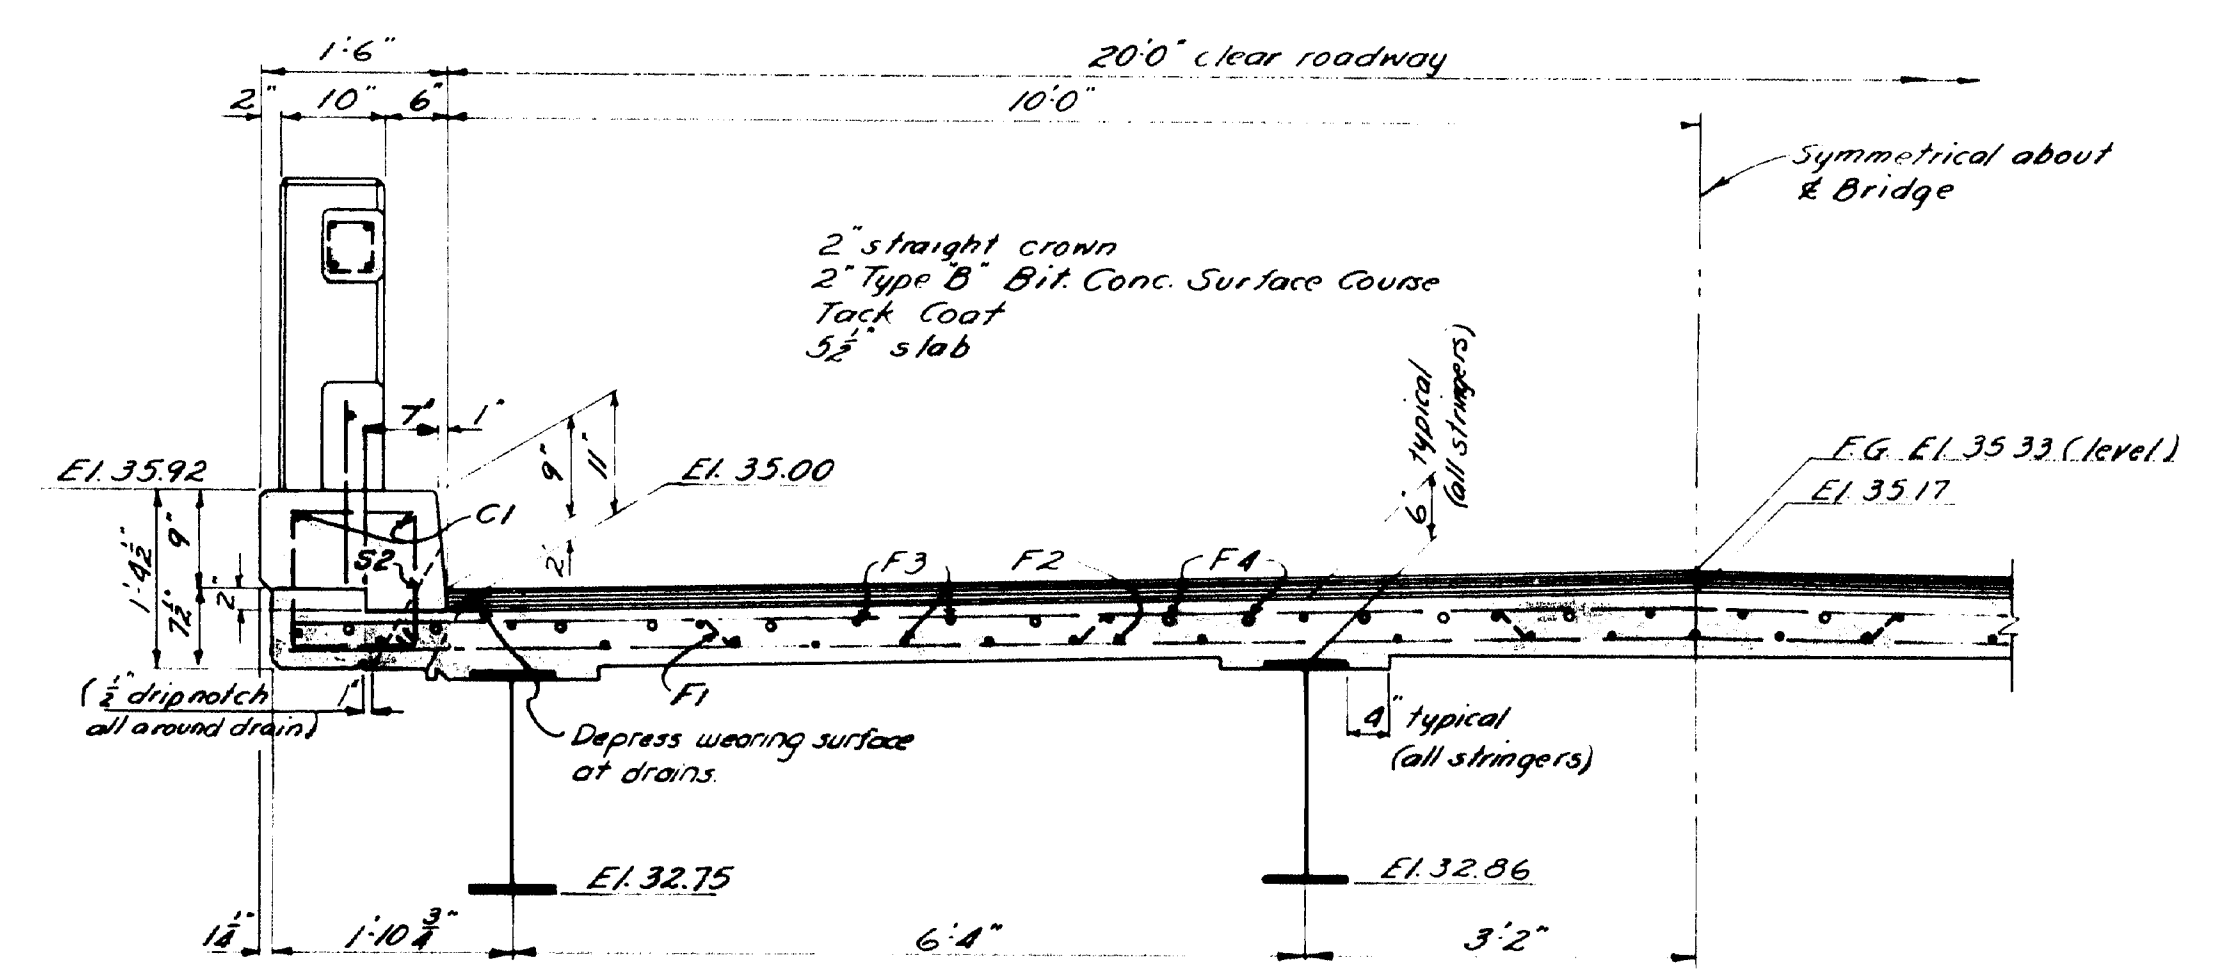 1'-6"
20'-0" clear roadway
2" 10" 6"
10'-0"
Symmetrical about
℄ Bridge
2" straight crown
2" Type "B" Bit. Conc. Surface Course
Tack Coat
5½" slab
6" typical
(all stringers)
7" 1"
9" 11"
El. 35.92
El. 35.00
F.G. El. 35.33 (level)
El. 35.17
C1
1'-4½"
9"
S2
2"
F3 F2 F4
2"
7½"
F1
(½" drip notch
all around drain)
1"
4" typical
(all stringers)
Depress wearing surface
at drains.
El. 32.75
El. 32.86
1¼" 1'-10¾" 6'-4" 3'-2"